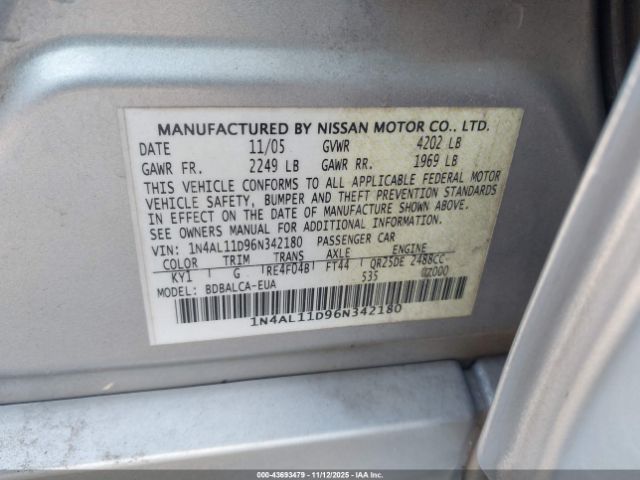 MANUFACTURED BY NISSAN MOTOR CO., LTD.
DATE 11/05 GVWR 4202 LB
GAWR FR. 2249 LB GAWR RR. 1969 LB
THIS VEHICLE CONFORMS TO ALL APPLICABLE FEDERAL MOTOR
VEHICLE SAFETY, BUMPER AND THEFT PREVENTION STANDARDS
IN EFFECT ON THE DATE OF MANUFACTURE SHOWN ABOVE.
SEE OWNERS MANUAL FOR ADDITIONAL INFORMATION
VIN: 1N4AL11D96N342180 PASSENGER CAR
COLOR TRIM TRANS AXLE ENGINE
KY1 G RE4F04B FT44 QR25DE 2488CC
535 0Z000
MODEL: BDBALCA-EUA
1N4AL11D96N342180
000-43693479 - 11/12/2025 - IAAI.COM